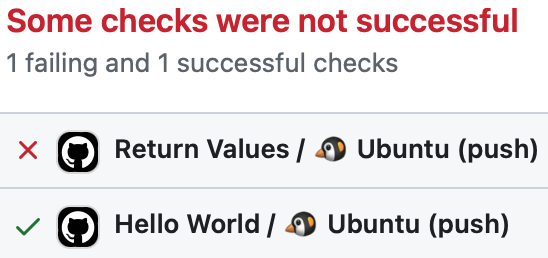 Some checks were not successful
1 failing and 1 successful checks
Return Values / 🐧 Ubuntu (push)
Hello World / 🐧 Ubuntu (push)